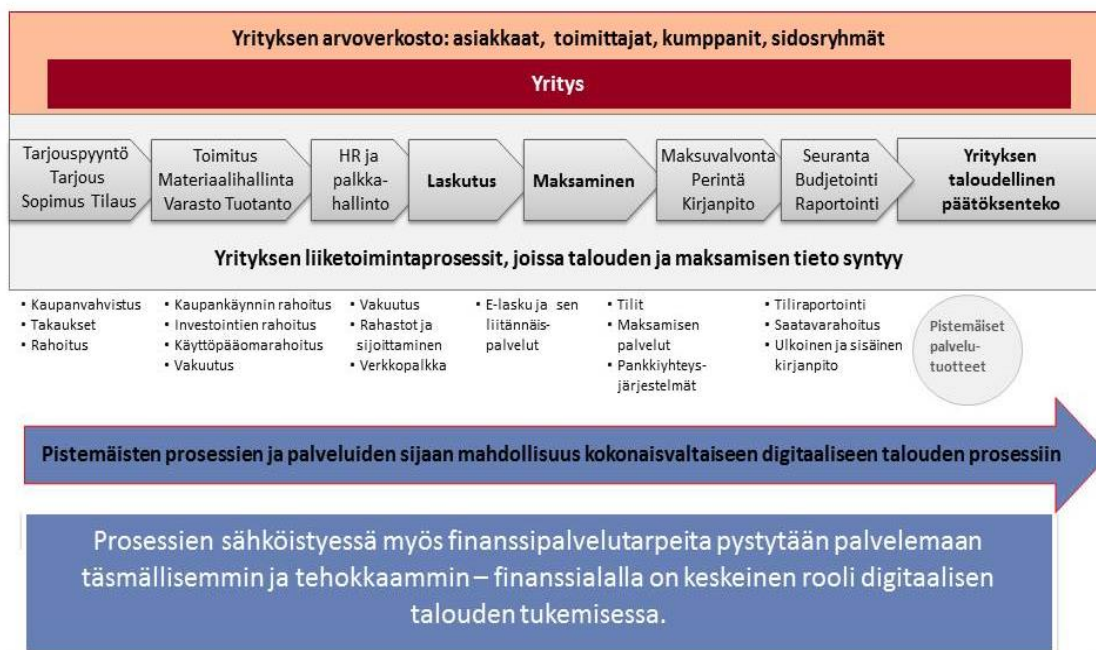 Yrityksen arvoverkosto: asiakkaat, toimittajat, kumppanit, sidosryhmät
Yritys
Tarjouspyyntö
Tarjous
Sopimus Tilaus
Toimitus
Materiaalihallinta
Varasto Tuotanto
HR ja
palkka-
hallinto
Laskutus
Maksaminen
Maksuvalvonta
Perintä
Kirjanpito
Seuranta
Budjetointi
Raportointi
Yrityksen
taloudellinen
päätöksenteko
Yrityksen liiketoimintaprosessit, joissa talouden ja maksamisen tieto syntyy
• Kaupanvahvistus
• Takaukset
• Rahoitus
• Kaupankäynnin rahoitus
• Investointien rahoitus
• Käyttöpääomarahoitus
• Vakuutus
• Vakuutus
• Rahastot ja
sijoittaminen
• Verkkopalkka
• E-lasku ja sen
liitännäis-
palvelut
• Tilit
• Maksamisen
palvelut
• Pankkiyhteys-
järjestelmät
• Tiliraportointi
• Saatavarahoitus
• Ulkoinen ja sisäinen
kirjanpito
Pistemäiset
palvelu-
tuotteet
Pistemäisten prosessien ja palveluiden sijaan mahdollisuus kokonaisvaltaiseen digitaaliseen talouden prosessiin
Prosessien sähköistyessä myös finanssipalvelutarpeita pystytään palvelemaan
täsmällisemmin ja tehokkaammin – finanssialalla on keskeinen rooli digitaalisen
talouden tukemisessa.